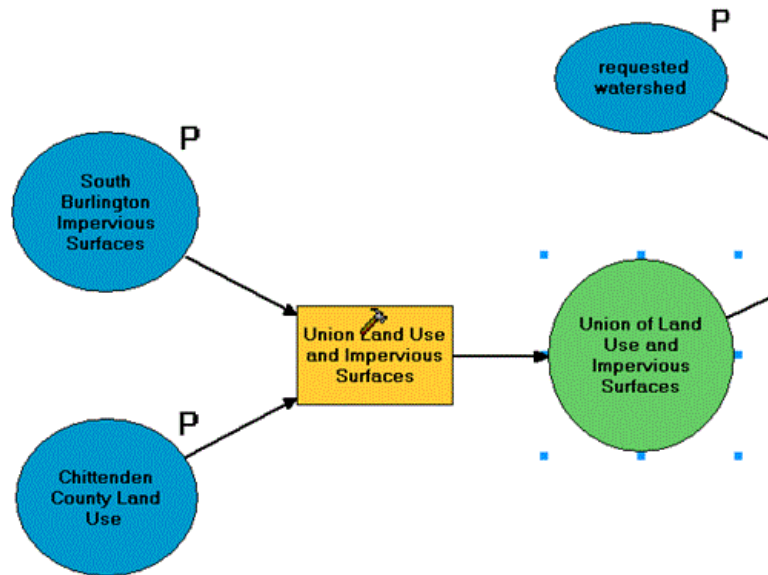 P
requested
watershed
P
South
Burlington
Impervious
Surfaces
Union Land Use
and Impervious
Surfaces
Union of Land
Use and
Impervious
Surfaces
P
Chittenden
County Land
Use